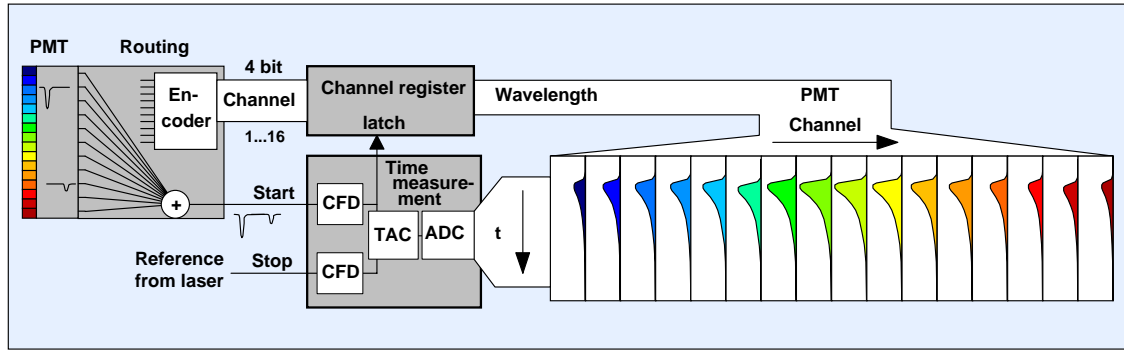 PMT
Routing
4 bit
En-
coder
Channel
1...16
Channel register
latch
Wavelength
PMT
Channel
Time
measure-
ment
Start
CFD
TAC
ADC
t
+
Reference
from laser
Stop
CFD